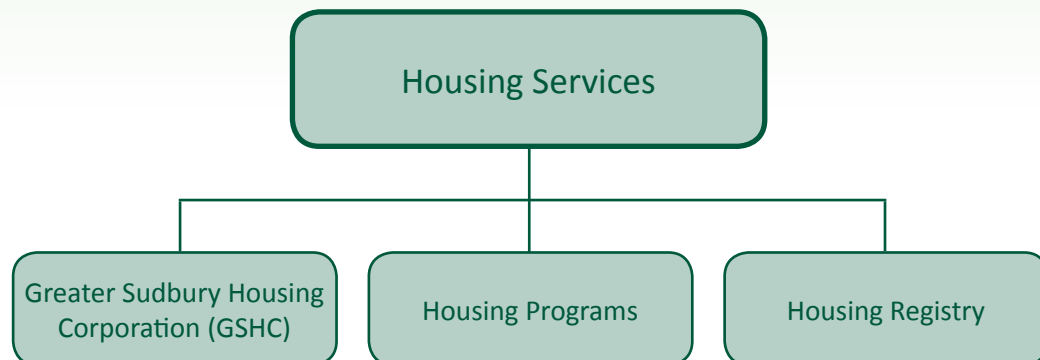 Housing Services
Greater Sudbury Housing
Corporation (GSHC)
Housing Programs
Housing Registry